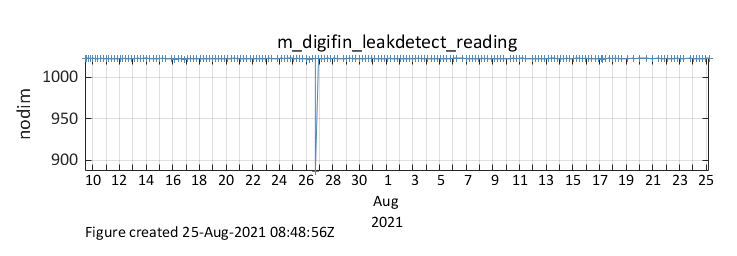 m_digifin_leakdetect_reading
1000
950
900
nodim
10 12 14 16 18 20 22 24 26 28 30 1 3 5 7 9 11 13 15 17 19 21 23 25
Aug
2021
Figure created 25-Aug-2021 08:48:56Z